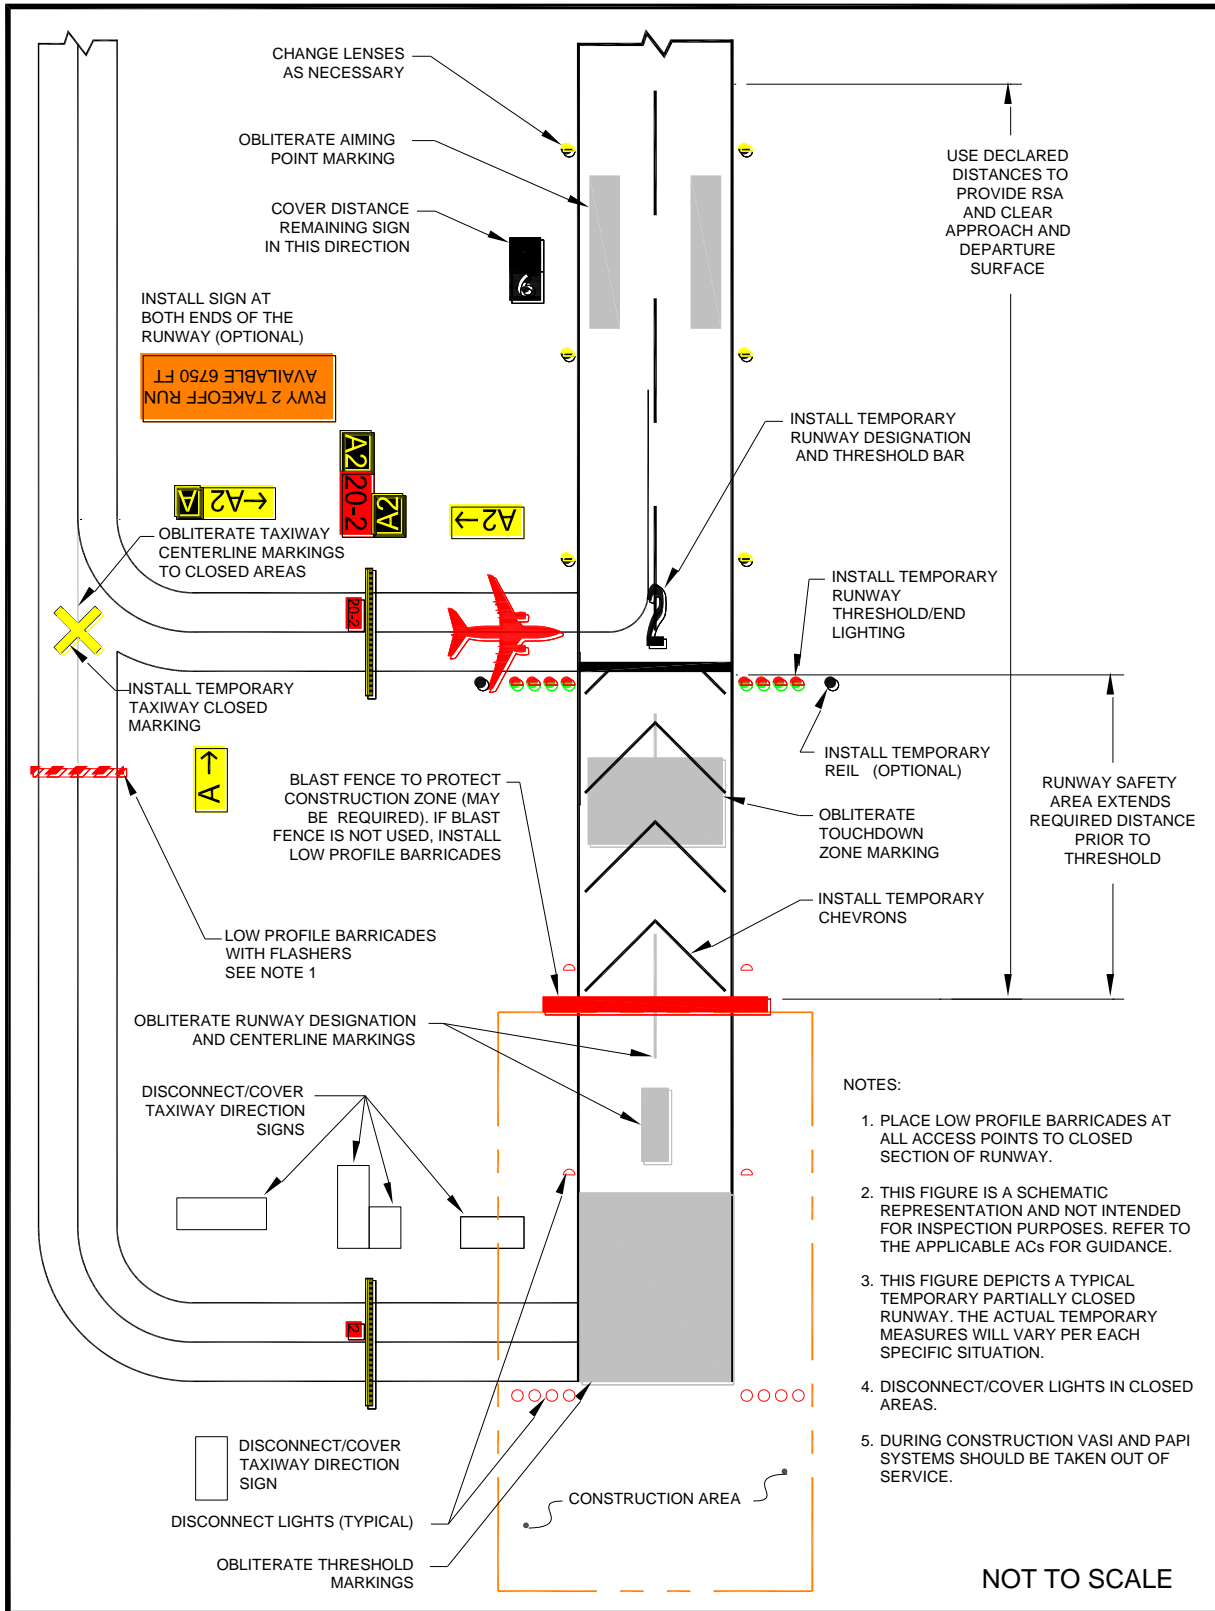 CHANGE LENSES
AS NECESSARY
OBLITERATE AIMING
POINT MARKING
COVER DISTANCE
REMAINING SIGN
IN THIS DIRECTION
6
INSTALL SIGN AT
BOTH ENDS OF THE
RUNWAY (OPTIONAL)
RWY 2 TAKEOFF RUN
AVAILABLE 6750 FT
USE DECLARED
DISTANCES TO
PROVIDE RSA
AND CLEAR
APPROACH AND
DEPARTURE
SURFACE
INSTALL TEMPORARY
RUNWAY DESIGNATION
AND THRESHOLD BAR
A2
20-2
A2
A
←A2
A2
→
OBLITERATE TAXIWAY
CENTERLINE MARKINGS
TO CLOSED AREAS
20-2
2
INSTALL TEMPORARY
RUNWAY
THRESHOLD/END
LIGHTING
INSTALL TEMPORARY
TAXIWAY CLOSED
MARKING
INSTALL TEMPORARY
REIL (OPTIONAL)
A→
BLAST FENCE TO PROTECT
CONSTRUCTION ZONE (MAY
BE REQUIRED). IF BLAST
FENCE IS NOT USED, INSTALL
LOW PROFILE BARRICADES
OBLITERATE
TOUCHDOWN
ZONE MARKING
RUNWAY SAFETY
AREA EXTENDS
REQUIRED DISTANCE
PRIOR TO
THRESHOLD
INSTALL TEMPORARY
CHEVRONS
LOW PROFILE BARRICADES
WITH FLASHERS
SEE NOTE 1
OBLITERATE RUNWAY DESIGNATION
AND CENTERLINE MARKINGS
DISCONNECT/COVER
TAXIWAY DIRECTION
SIGNS
2
DISCONNECT/COVER
TAXIWAY DIRECTION
SIGN
DISCONNECT LIGHTS (TYPICAL)
OBLITERATE THRESHOLD
MARKINGS
CONSTRUCTION AREA
NOTES:
1. PLACE LOW PROFILE BARRICADES AT
ALL ACCESS POINTS TO CLOSED
SECTION OF RUNWAY.
2. THIS FIGURE IS A SCHEMATIC
REPRESENTATION AND NOT INTENDED
FOR INSPECTION PURPOSES. REFER TO
THE APPLICABLE ACs FOR GUIDANCE.
3. THIS FIGURE DEPICTS A TYPICAL
TEMPORARY PARTIALLY CLOSED
RUNWAY. THE ACTUAL TEMPORARY
MEASURES WILL VARY PER EACH
SPECIFIC SITUATION.
4. DISCONNECT/COVER LIGHTS IN CLOSED
AREAS.
5. DURING CONSTRUCTION VASI AND PAPI
SYSTEMS SHOULD BE TAKEN OUT OF
SERVICE.
NOT TO SCALE